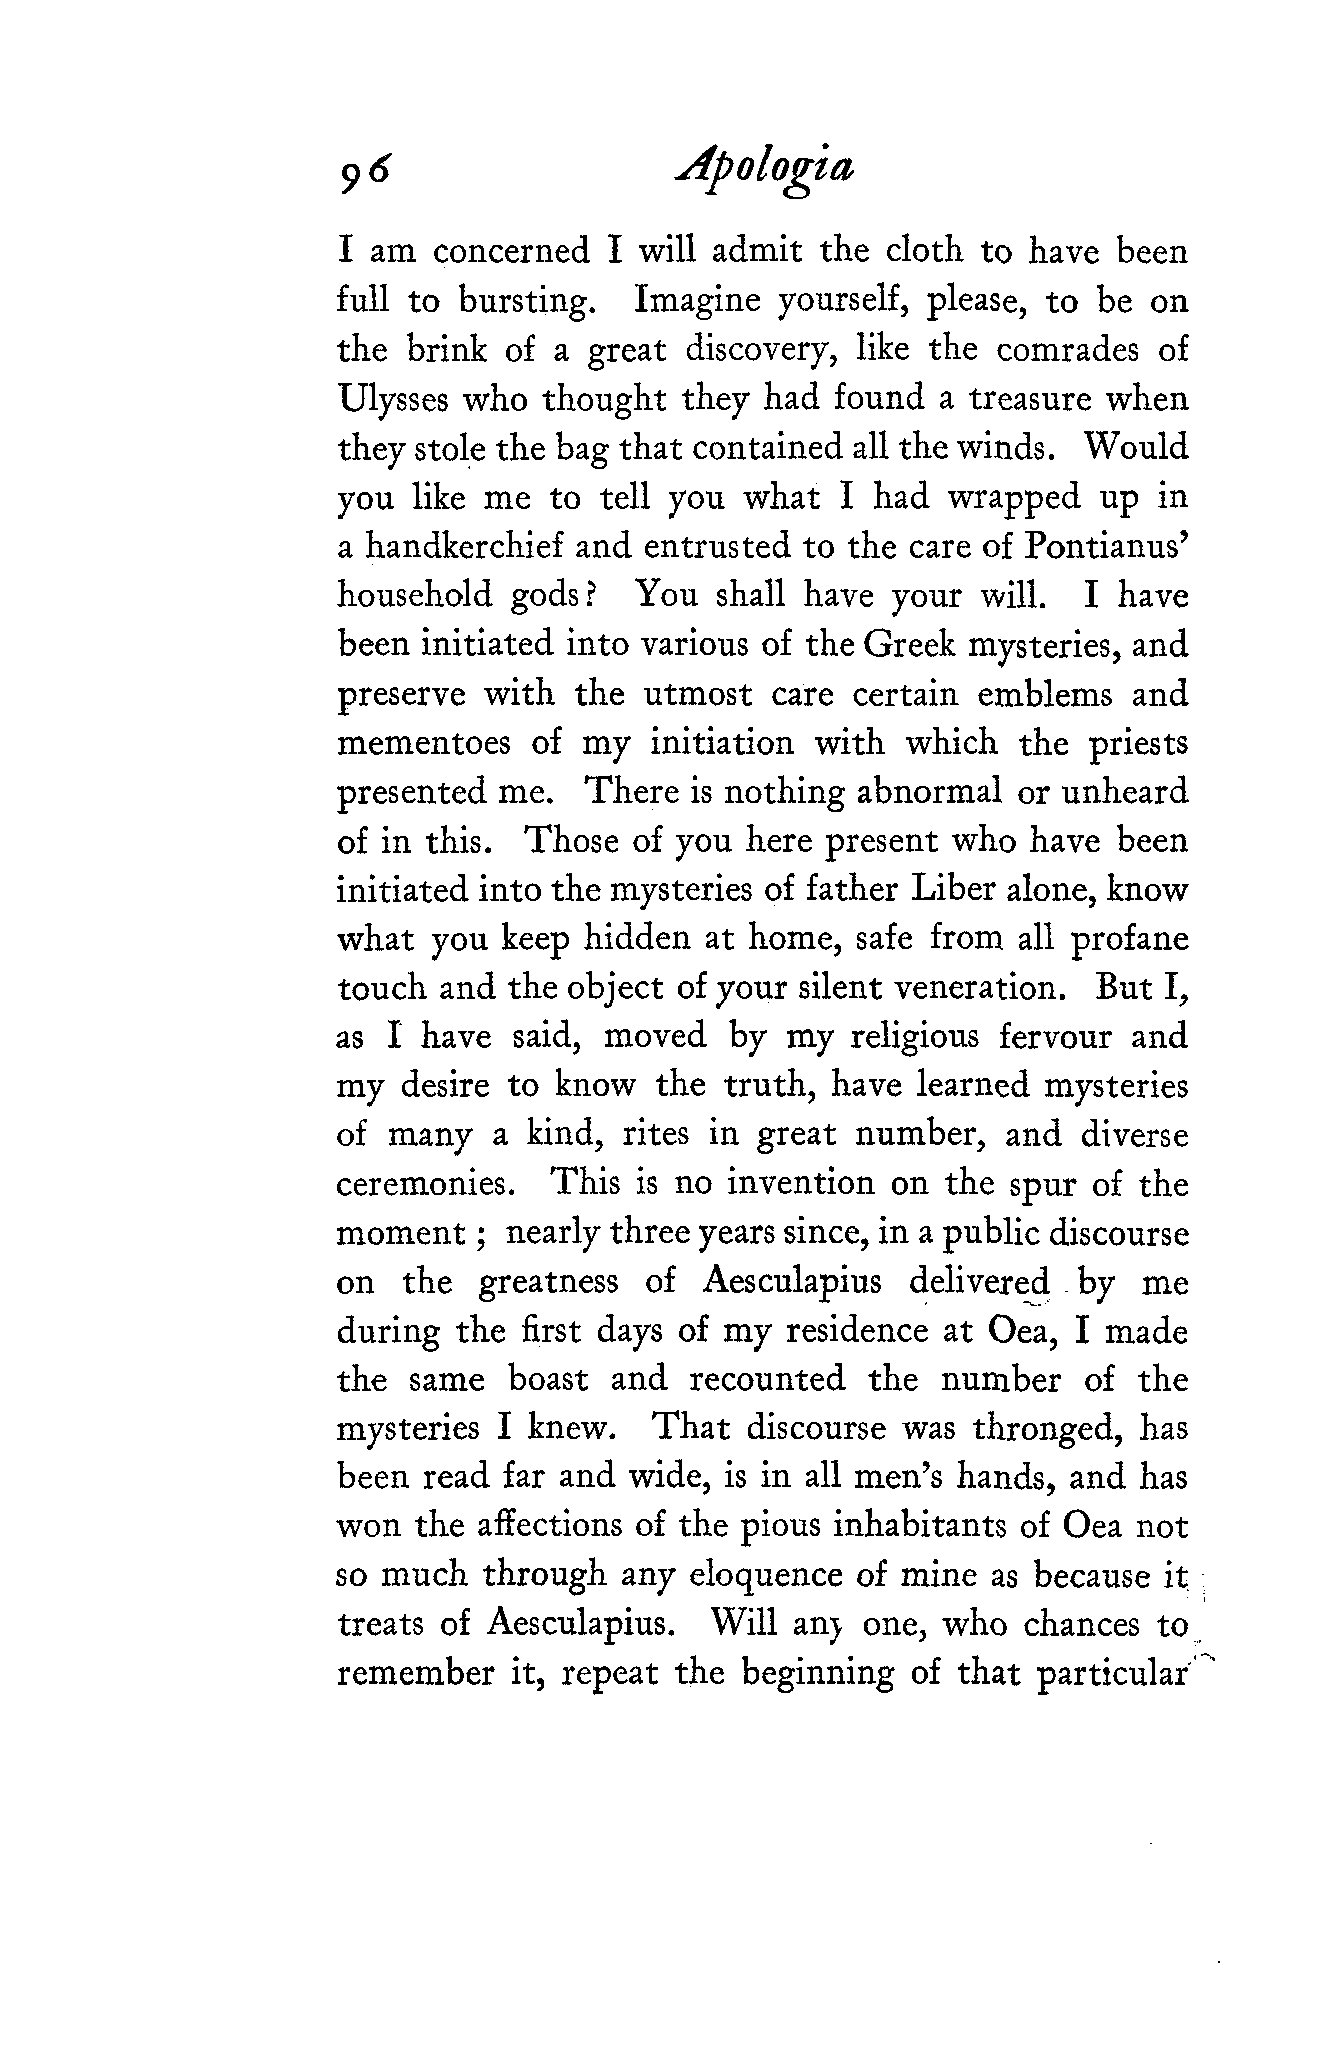 96 Apologia
I am concerned I will admit the cloth to have been
full to bursting. Imagine yourself, please, to be on
the brink of a great discovery, like the comrades of
Ulysses who thought they had found a treasure when
they stole the bag that contained all the winds. Would
you like me to tell you what I had wrapped up in
a handkerchief and entrusted to the care of Pontianus’
household gods? You shall have your will. I have
been initiated into various of the Greek mysteries, and
preserve with the utmost care certain emblems and
mementoes of my initiation with which the priests
presented me. There is nothing abnormal or unheard
of in this. Those of you here present who have been
initiated into the mysteries of father Liber alone, know
what you keep hidden at home, safe from all profane
touch and the object of your silent veneration. But I,
as I have said, moved by my religious fervour and
my desire to know the truth, have learned mysteries
of many a kind, rites in great number, and diverse
ceremonies. This is no invention on the spur of the
moment ; nearly three years since, in a public discourse
on the greatness of Aesculapius delivered by me
during the first days of my residence at Oea, I made
the same boast and recounted the number of the
mysteries I knew. That discourse was thronged, has
been read far and wide, is in all men’s hands, and has
won the affections of the pious inhabitants of Oea not
so much through any eloquence of mine as because it
treats of Aesculapius. Will any one, who chances to
remember it, repeat the beginning of that particular